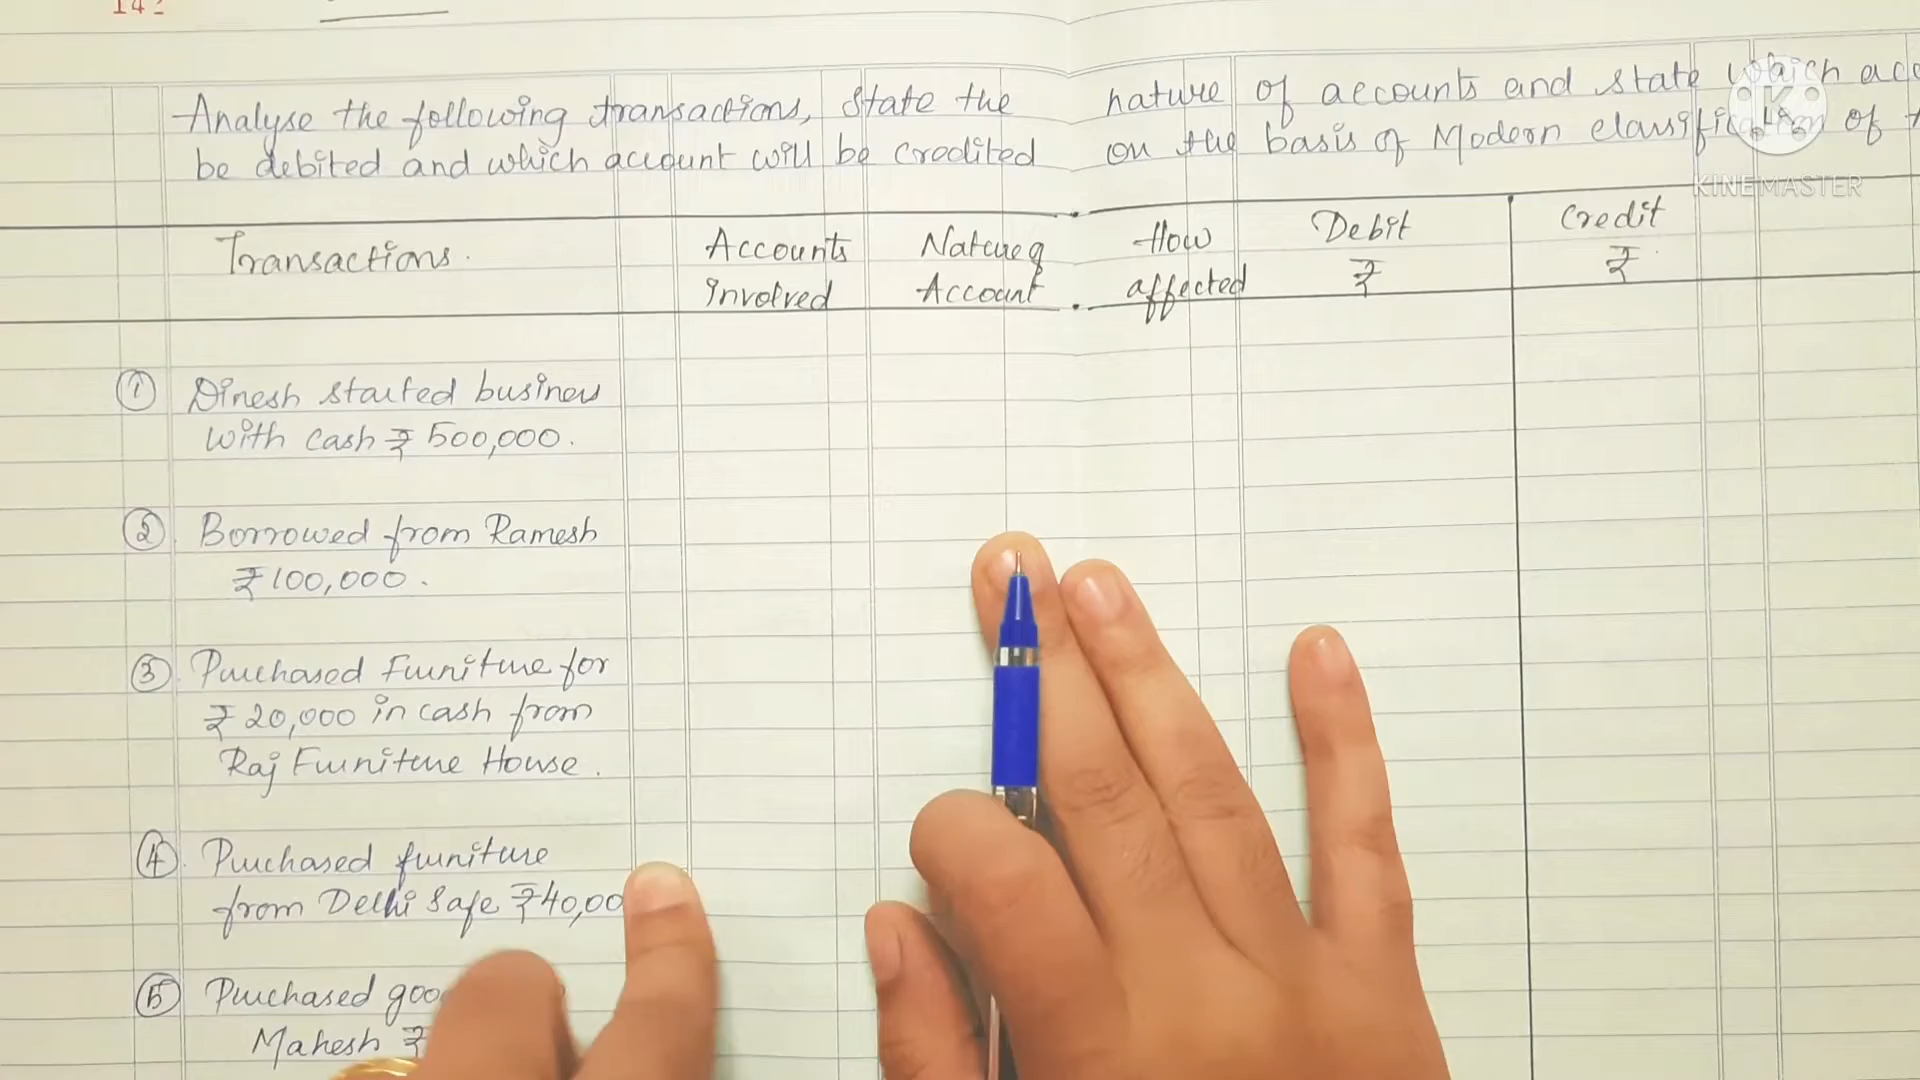 Analyse the following transactions, state the nature of accounts and state which
be debited and which account will be credited on the basis of Modern classification of
KINEMASTER
Transactions. Accounts Involved Nature of Account How affected Debit ₹ Credit ₹
① Dinesh started business
with cash ₹ 500,000.
② Borrowed from Ramesh
₹ 100,000.
③ Purchased Furniture for
₹ 20,000 in cash from
Raj Furniture House.
④ Purchased furniture
from Delhi Safe ₹ 40,00
⑤ Purchased
Mahesh ₹